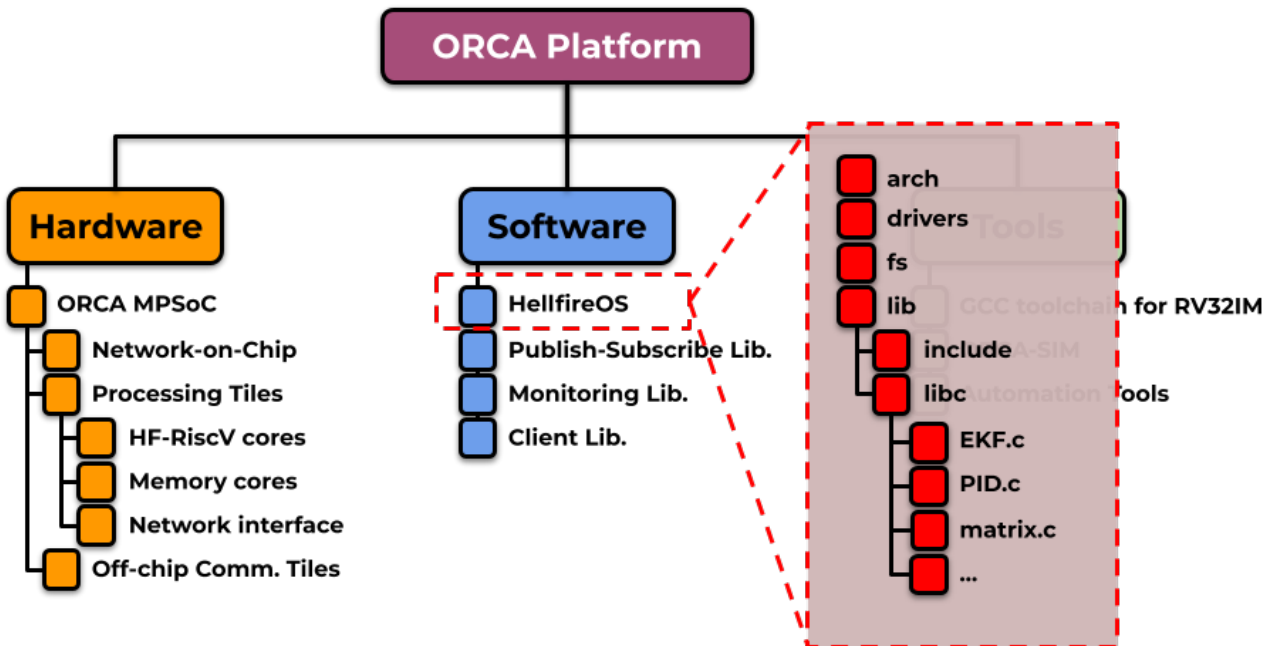 ORCA Platform
Hardware
ORCA MPSoC
Network-on-Chip
Processing Tiles
HF-RiscV cores
Memory cores
Network interface
Off-chip Comm. Tiles
Software
HellfireOS
Publish-Subscribe Lib.
Monitoring Lib.
Client Lib.
arch
drivers
fs
lib
include
libc
EKF.c
PID.c
matrix.c
...
Tools
GCC toolchain for RV32IM
Automation Tools